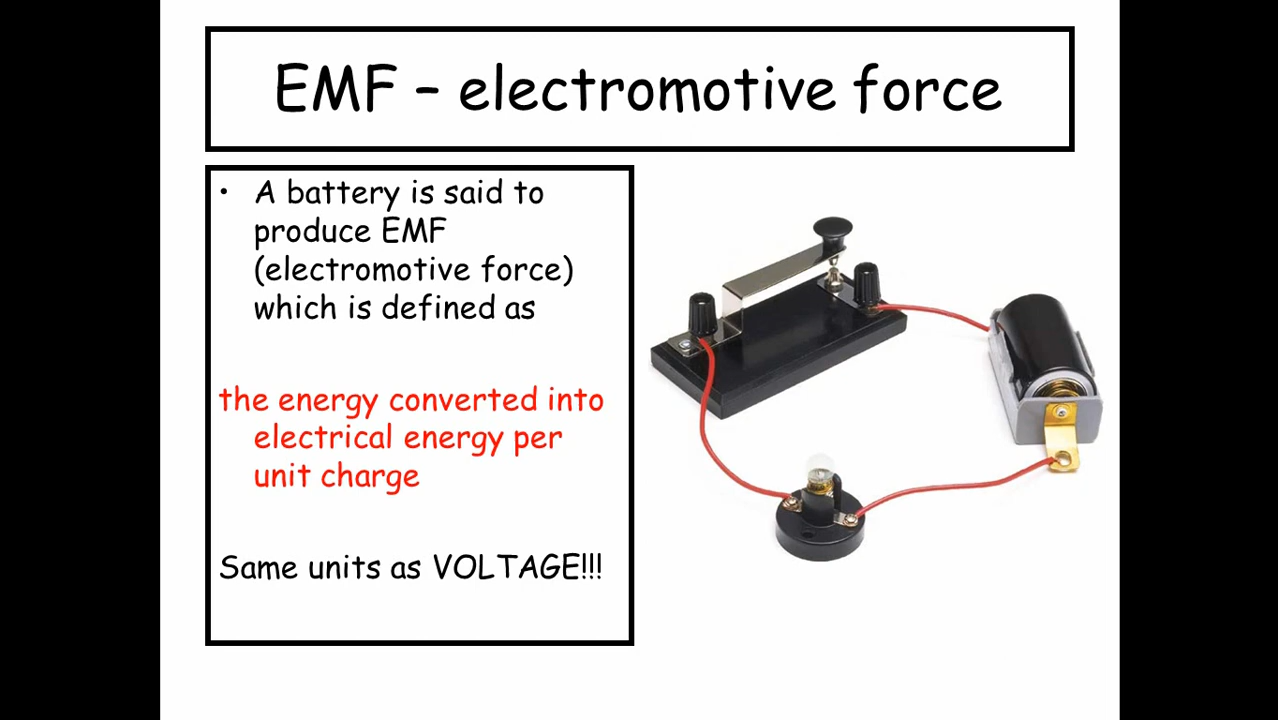 EMF – electromotive force
• A battery is said to
produce EMF
(electromotive force)
which is defined as
the energy converted into
electrical energy per
unit charge
Same units as VOLTAGE!!!